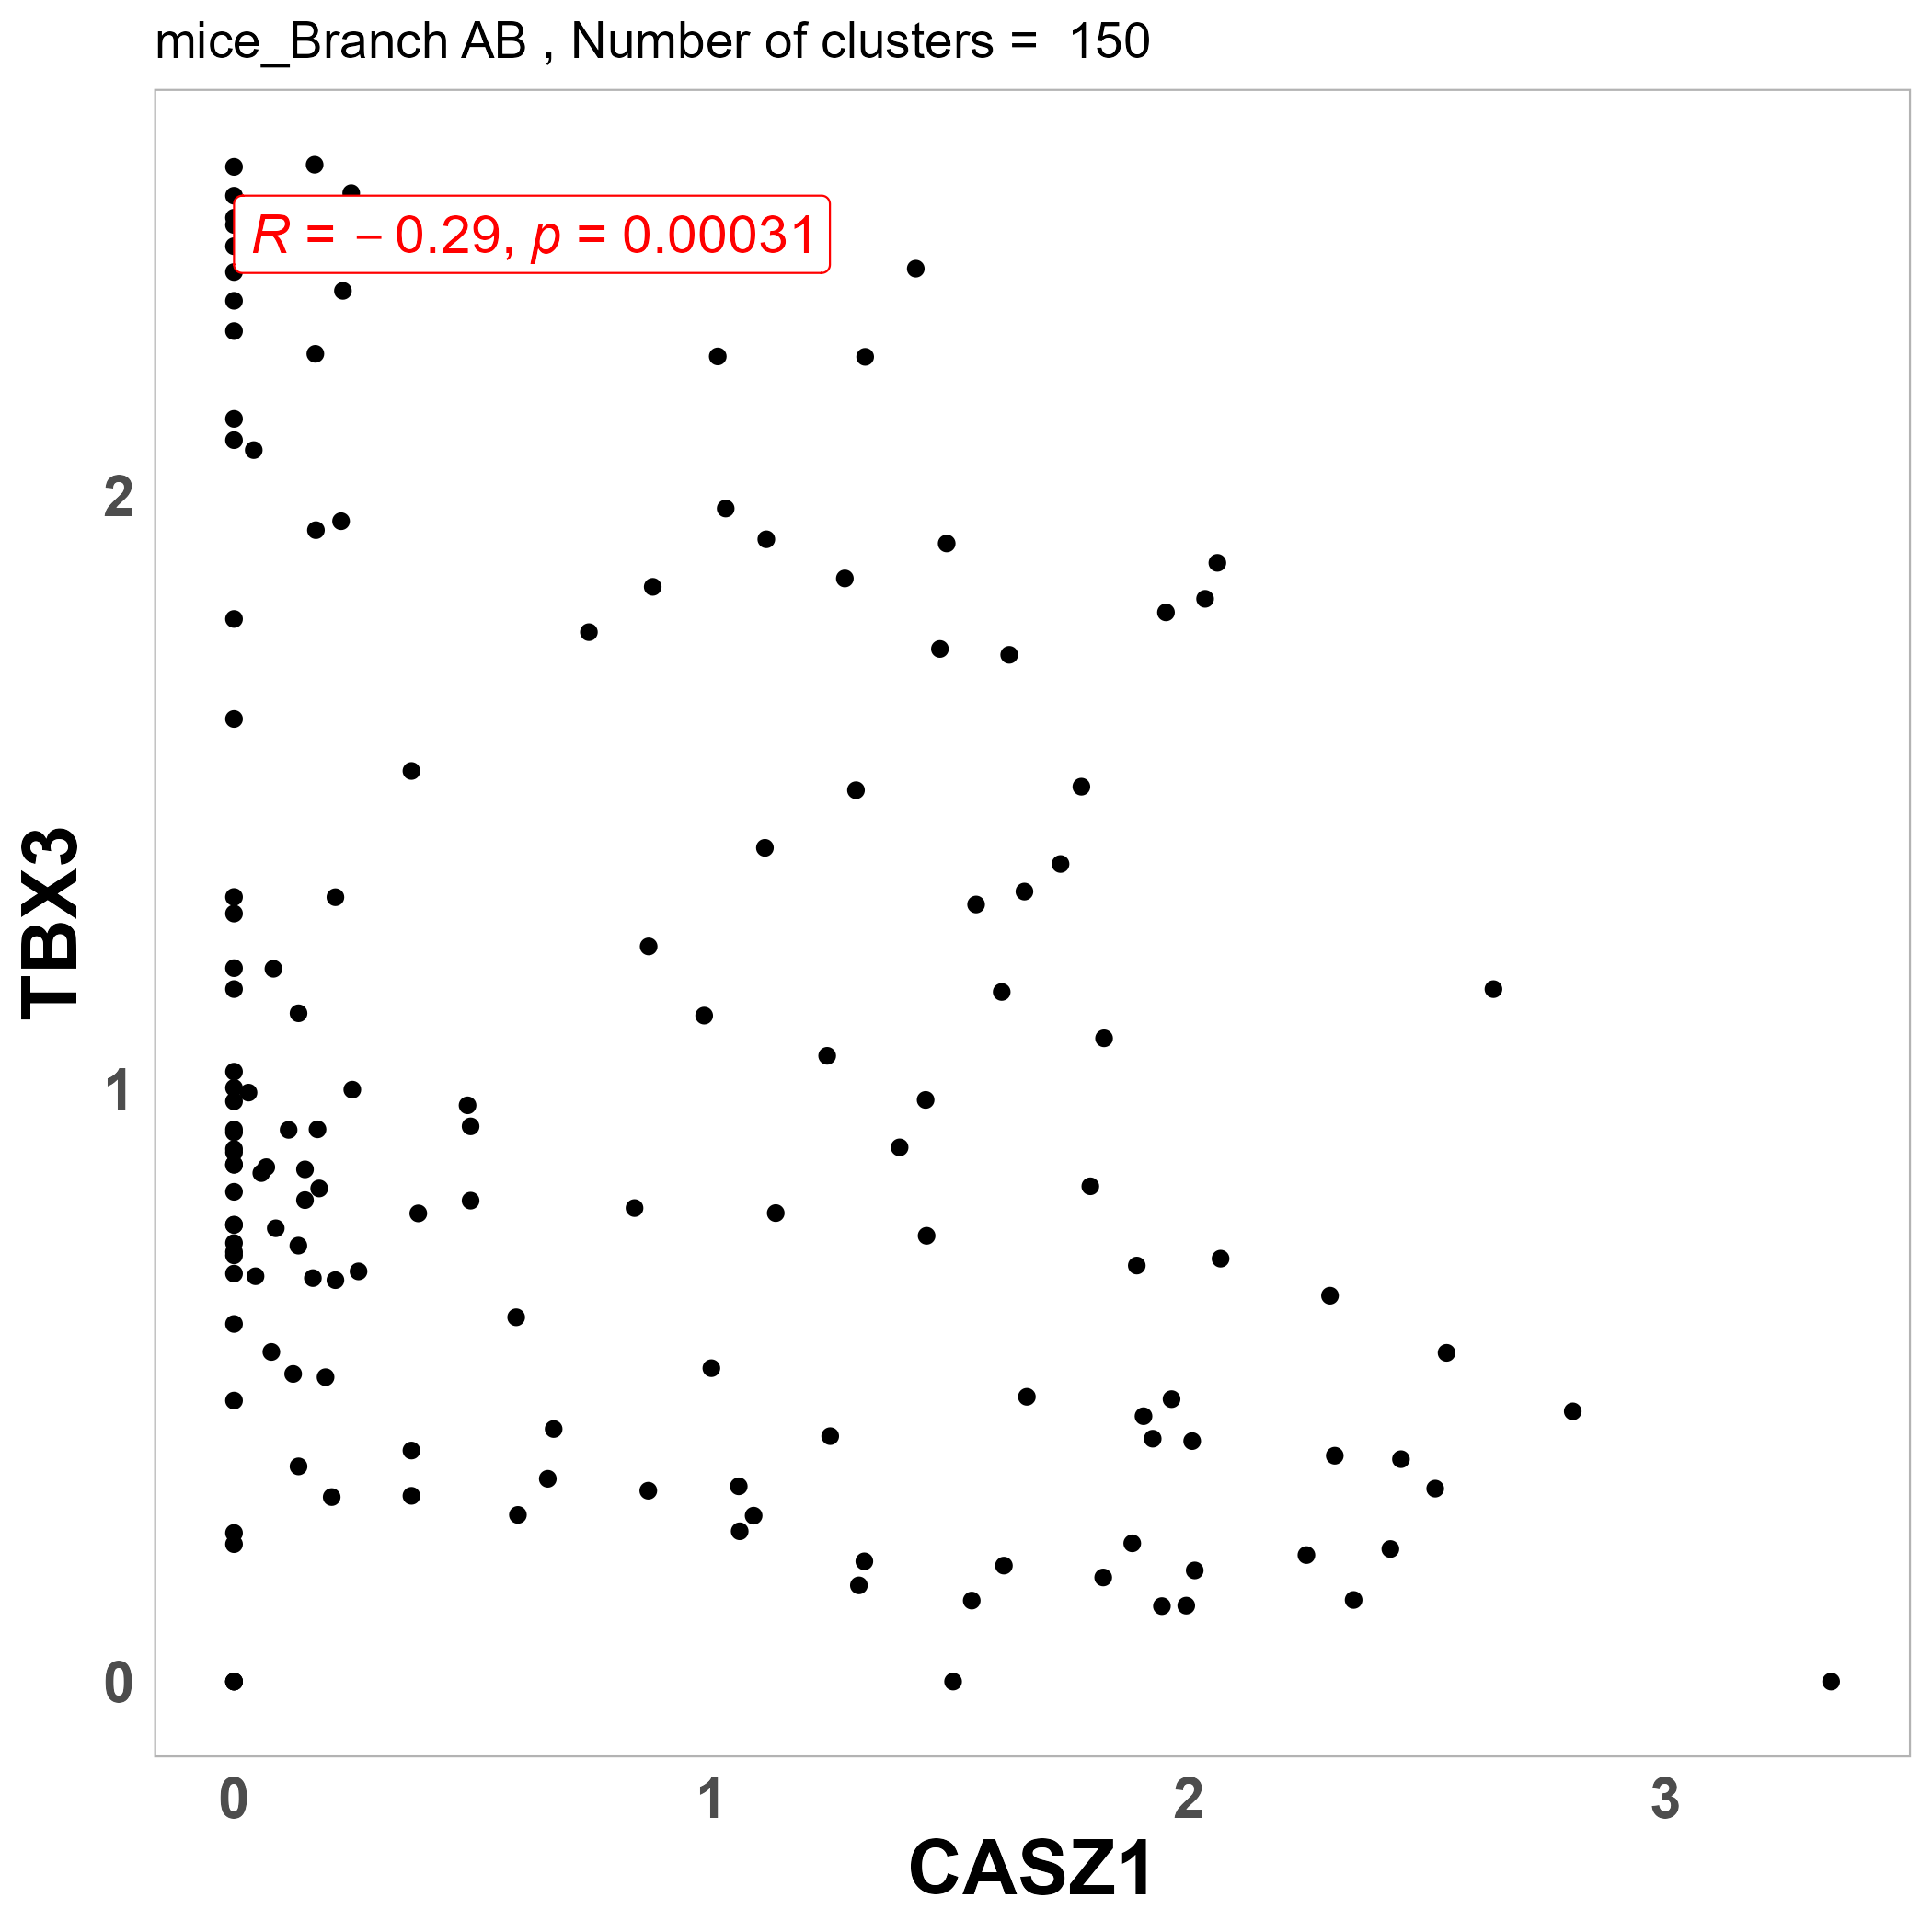 mice_Branch AB , Number of clusters =  150
R = − 0.29, p = 0.00031
2
1
0
TBX3
0 1 2 3
CASZ1